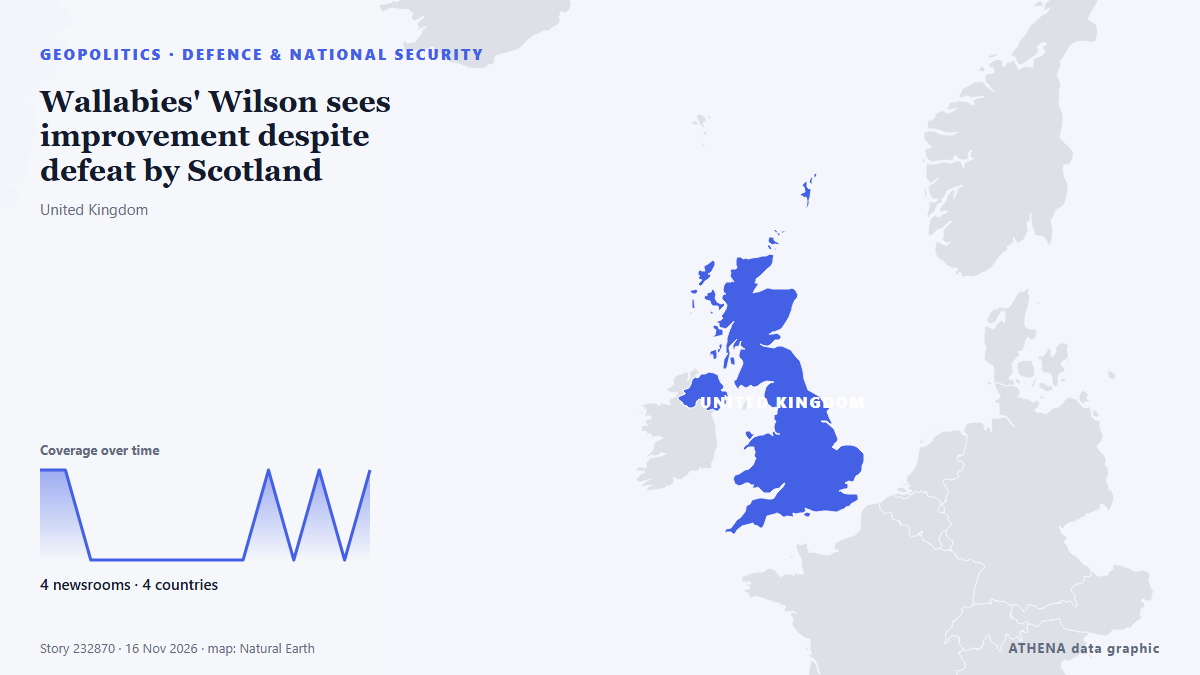 GEOPOLITICS · DEFENCE & NATIONAL SECURITY
Wallabies' Wilson sees
improvement despite
defeat by Scotland
United Kingdom
UNITED KINGDOM
Coverage over time
4 newsrooms · 4 countries
Story 232870 · 16 Nov 2026 · map: Natural Earth
ATHENA data graphic